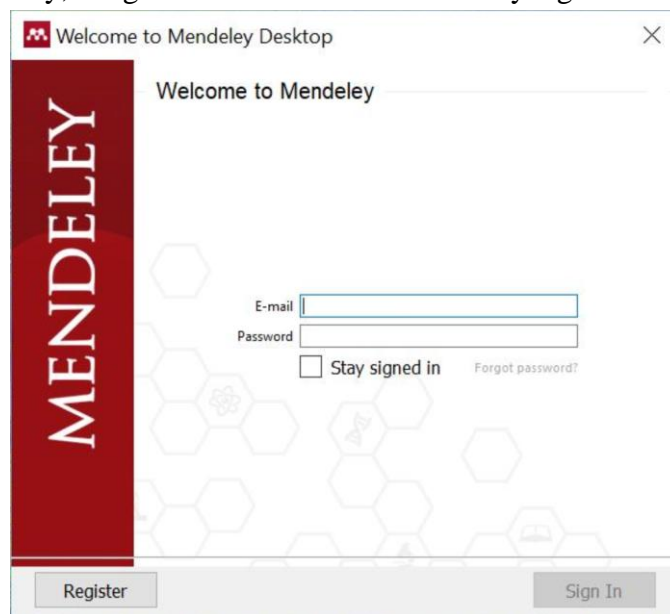 Welcome to Mendeley Desktop
Welcome to Mendeley
MENDELEY
E-mail
Password
Stay signed in
Forgot password?
Register
Sign In